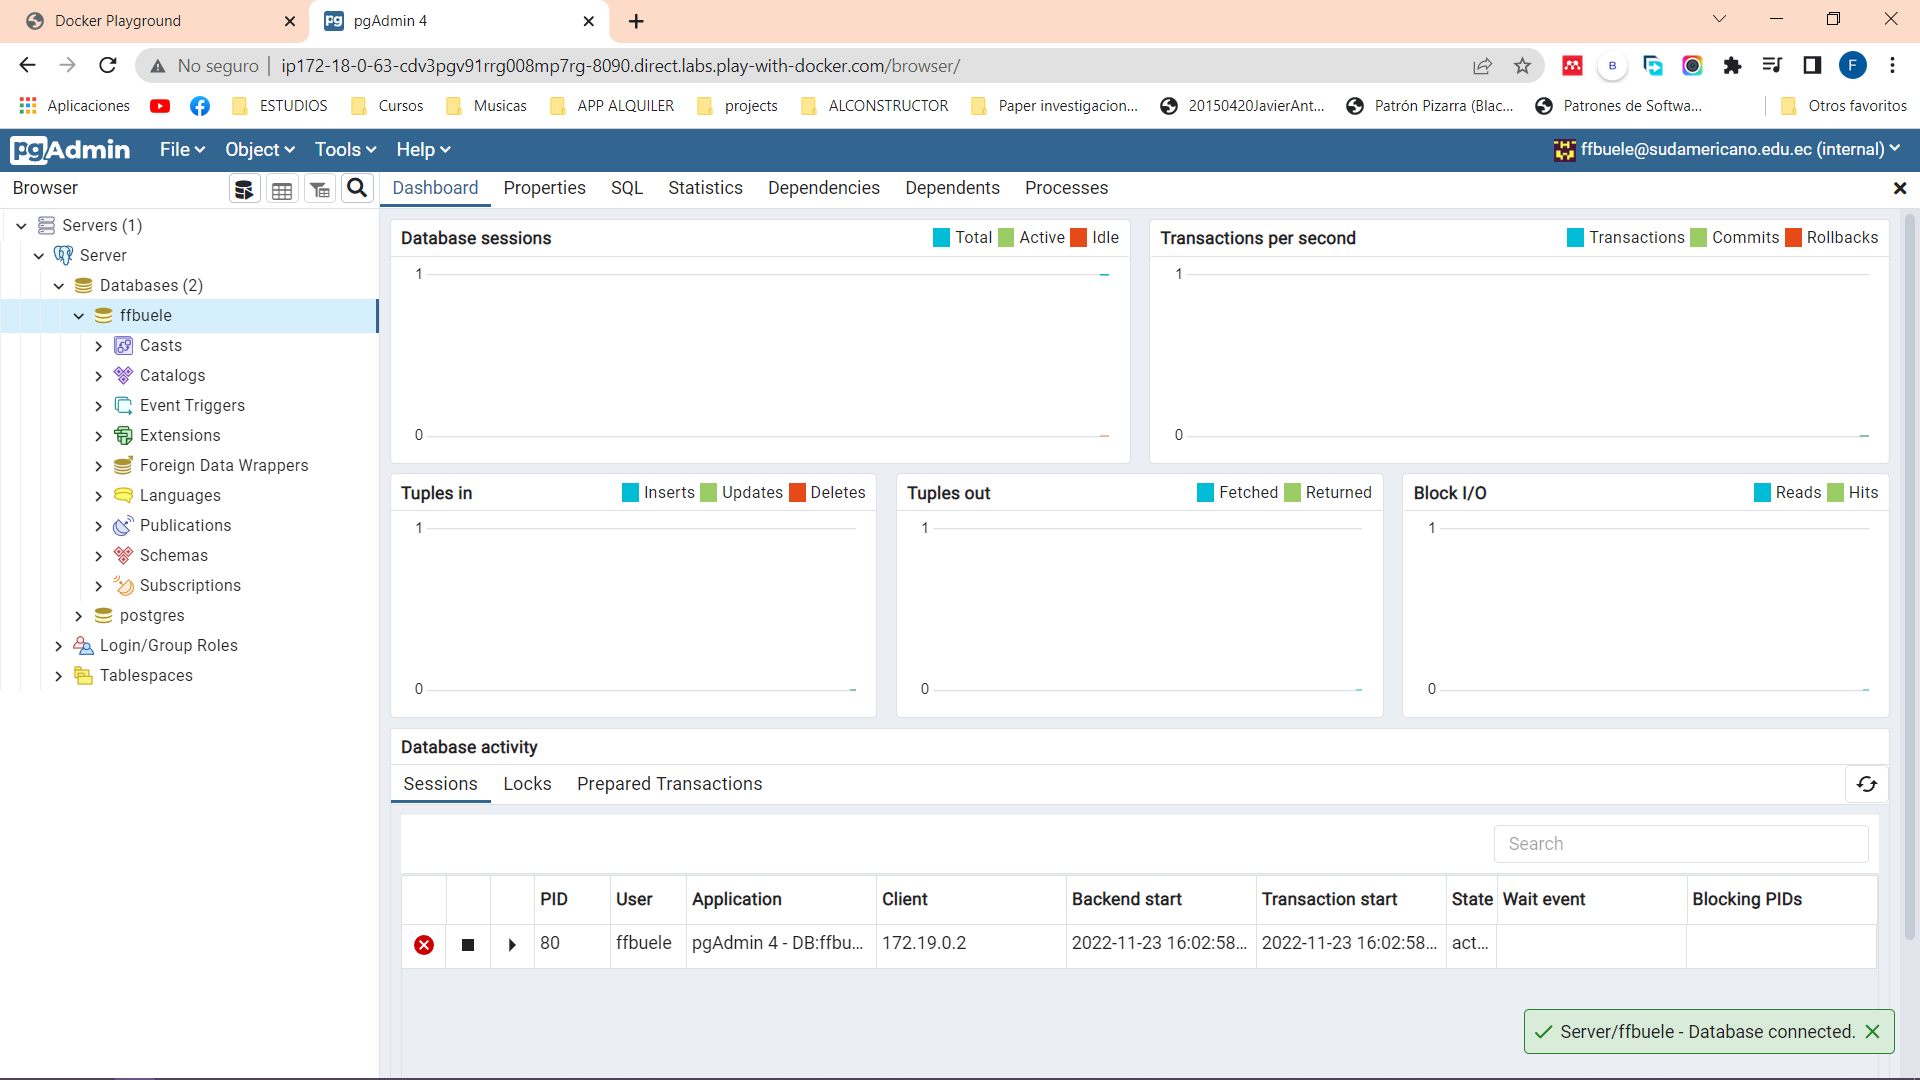 Docker Playground
pgAdmin 4
No seguro | ip172-18-0-63-cdv3pgv91rrg008mp7rg-8090.direct.labs.play-with-docker.com/browser/
B
F
Aplicaciones ESTUDIOS Cursos Musicas APP ALQUILER projects ALCONSTRUCTOR Paper investigacion... 20150420JavierAnt... Patrón Pizarra (Blac... Patrones de Softwa... Otros favoritos
pgAdmin File Object Tools Help ffbuele@sudamericano.edu.ec (internal)
Browser
Dashboard Properties SQL Statistics Dependencies Dependents Processes
Servers (1)
Server
Databases (2)
ffbuele
Casts
Catalogs
Event Triggers
Extensions
Foreign Data Wrappers
Languages
Publications
Schemas
Subscriptions
postgres
Login/Group Roles
Tablespaces
Database sessions Total Active Idle
1
0
Transactions per second Transactions Commits Rollbacks
1
0
Tuples in Inserts Updates Deletes
1
0
Tuples out Fetched Returned
1
0
Block I/O Reads Hits
1
0
Database activity
Sessions Locks Prepared Transactions
Search
PID User Application Client Backend start Transaction start State Wait event Blocking PIDs
80 ffbuele pgAdmin 4 - DB:ffbu... 172.19.0.2 2022-11-23 16:02:58... 2022-11-23 16:02:58... act...
Server/ffbuele - Database connected.